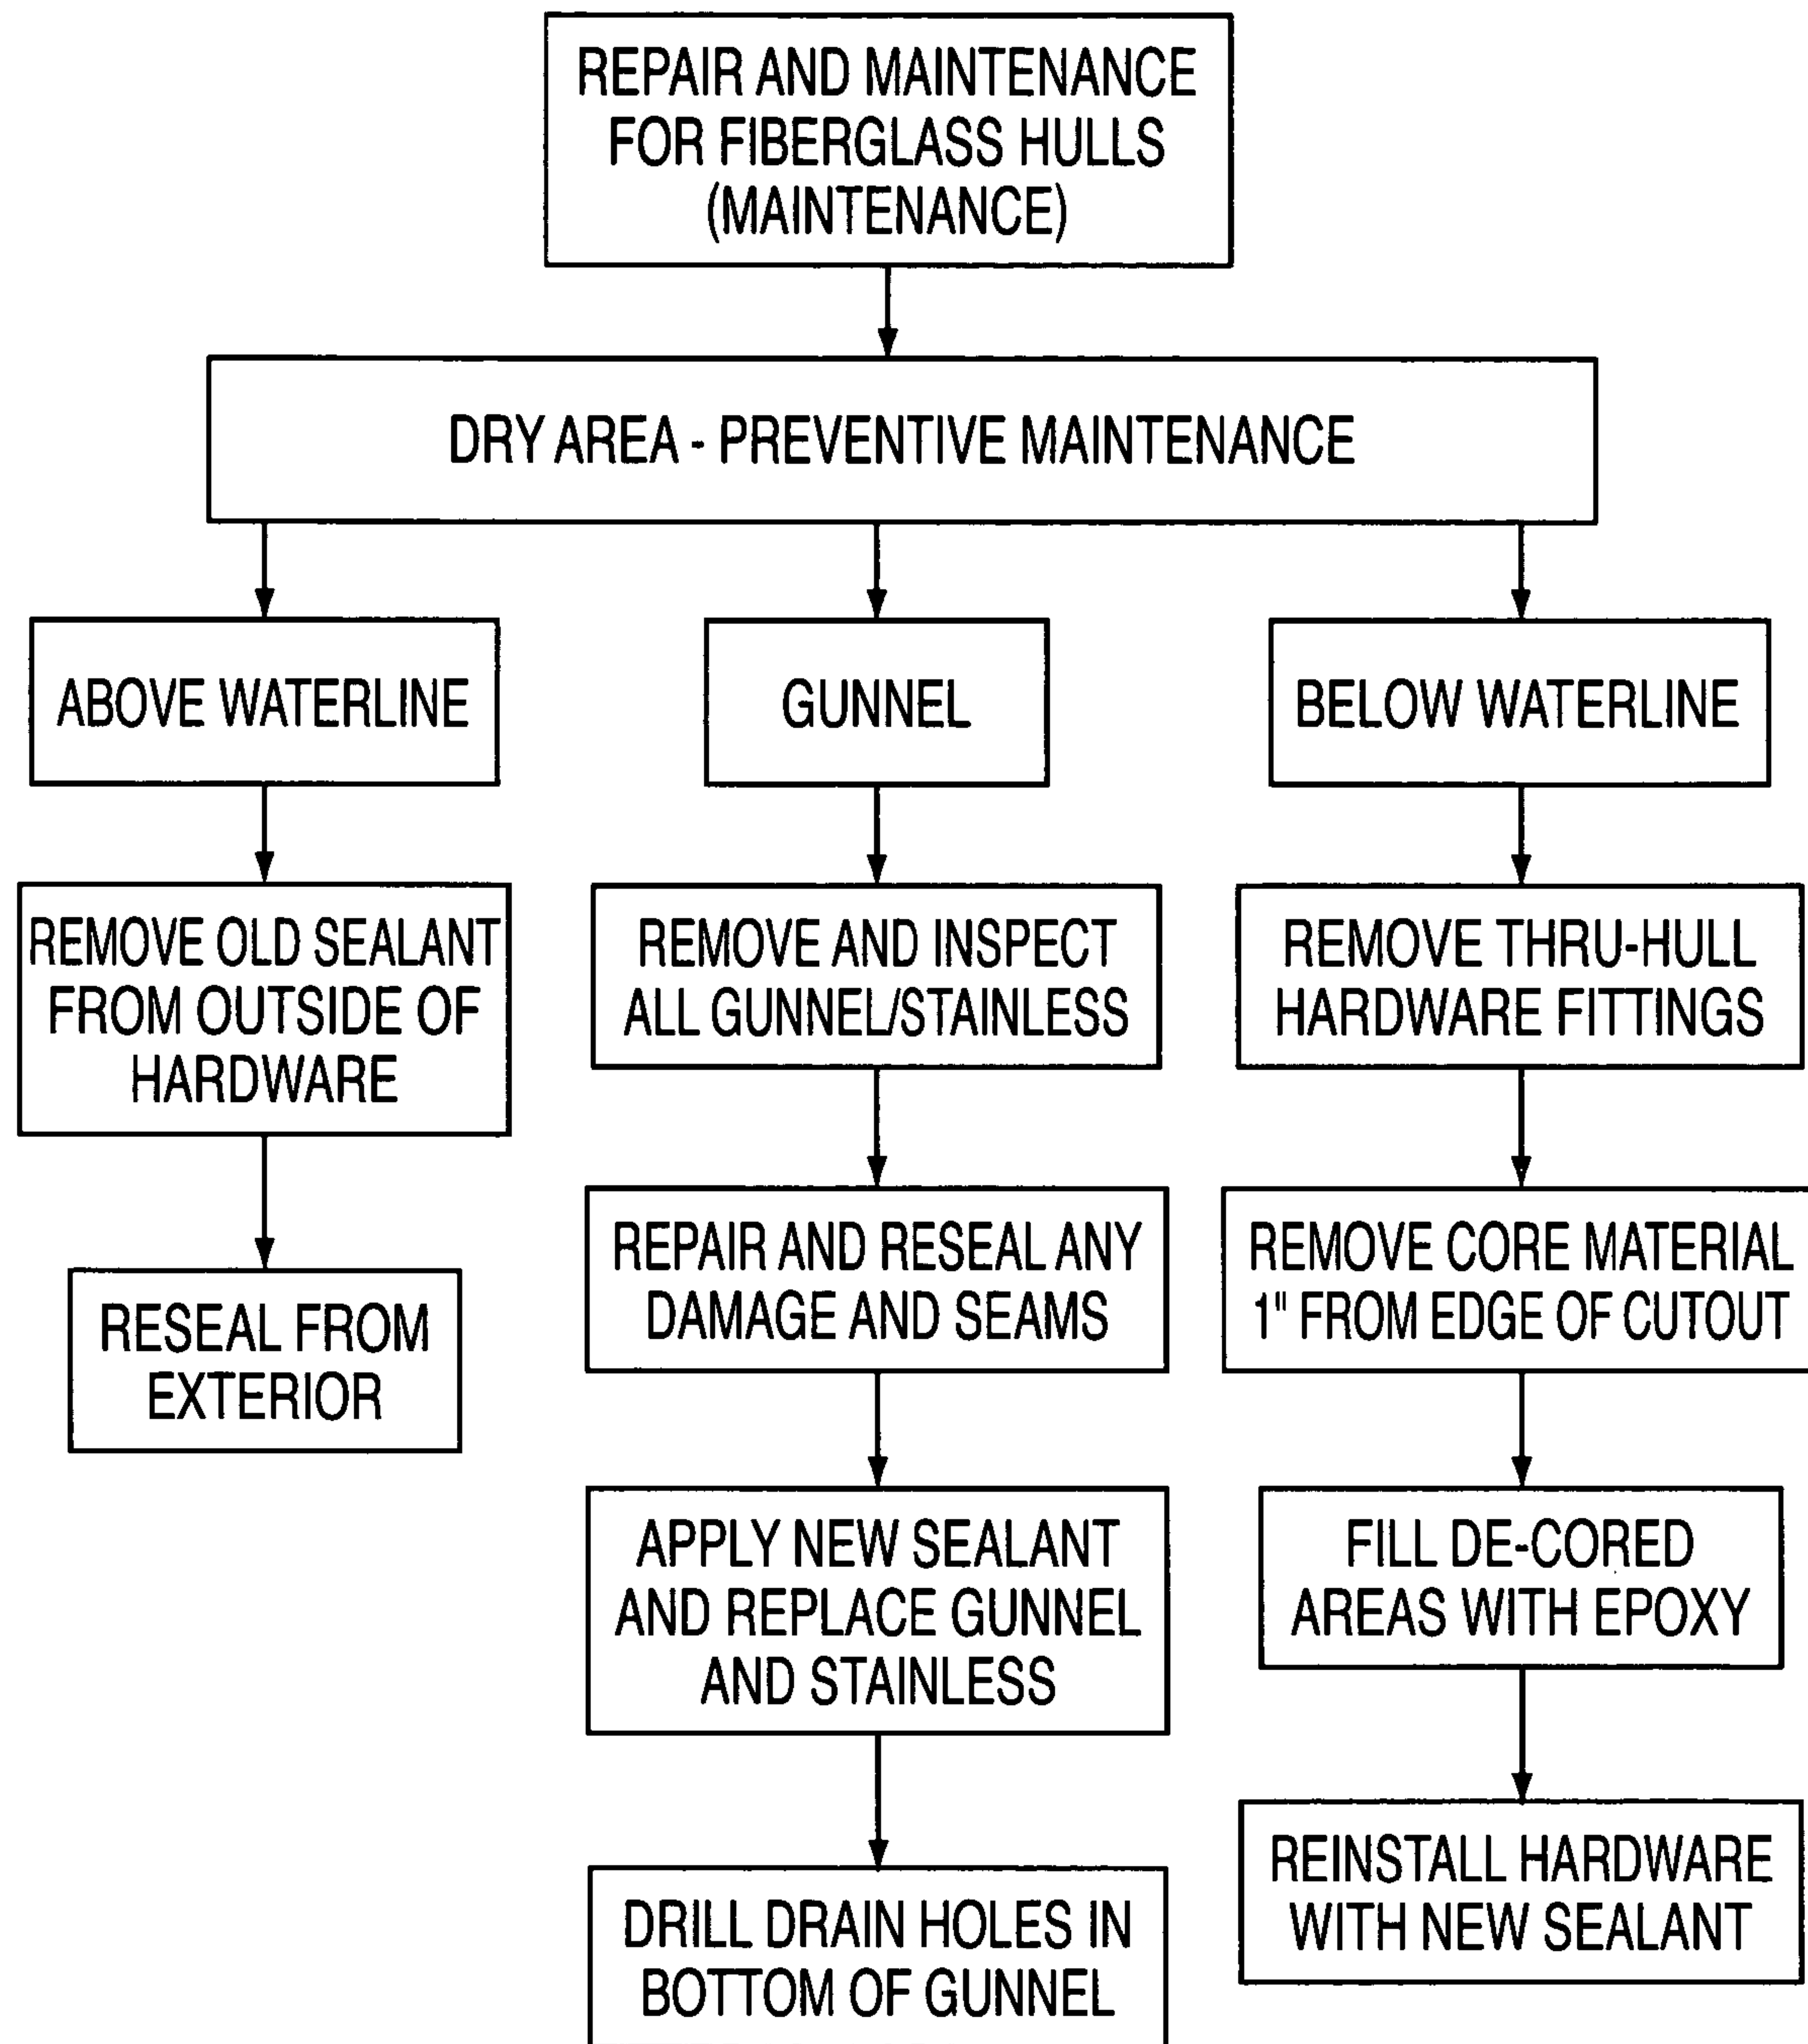 REPAIR AND MAINTENANCE
FOR FIBERGLASS HULLS
(MAINTENANCE)
DRY AREA - PREVENTIVE MAINTENANCE
ABOVE WATERLINE
REMOVE OLD SEALANT
FROM OUTSIDE OF
HARDWARE
RESEAL FROM
EXTERIOR
GUNNEL
REMOVE AND INSPECT
ALL GUNNEL/STAINLESS
REPAIR AND RESEAL ANY
DAMAGE AND SEAMS
APPLY NEW SEALANT
AND REPLACE GUNNEL
AND STAINLESS
DRILL DRAIN HOLES IN
BOTTOM OF GUNNEL
BELOW WATERLINE
REMOVE THRU-HULL
HARDWARE FITTINGS
REMOVE CORE MATERIAL
1" FROM EDGE OF CUTOUT
FILL DE-CORED
AREAS WITH EPOXY
REINSTALL HARDWARE
WITH NEW SEALANT